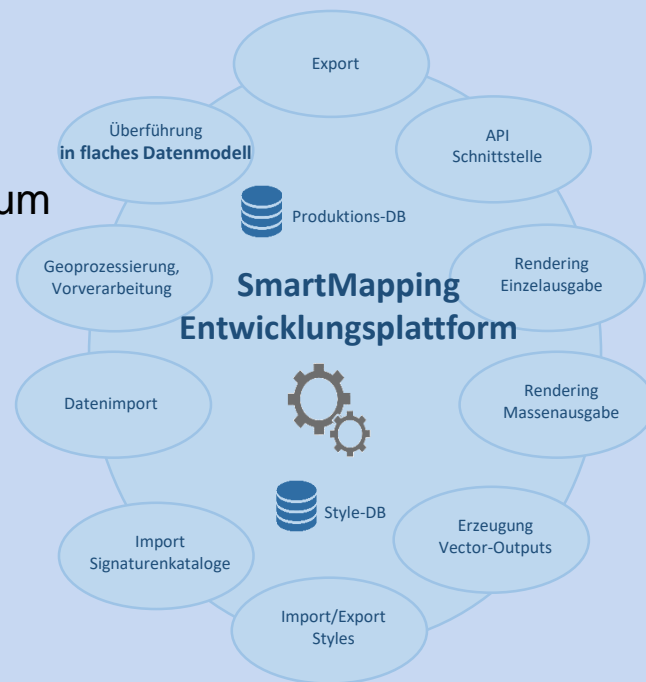 Export
Überführung
in flaches Datenmodell
API
Schnittstelle
um
Produktions-DB
Geoprozessierung,
Vorverarbeitung
SmartMapping
Entwicklungsplattform
Rendering
Einzelausgabe
Datenimport
Rendering
Massenausgabe
Style-DB
Import
Signaturenkataloge
Erzeugung
Vector-Outputs
Import/Export
Styles